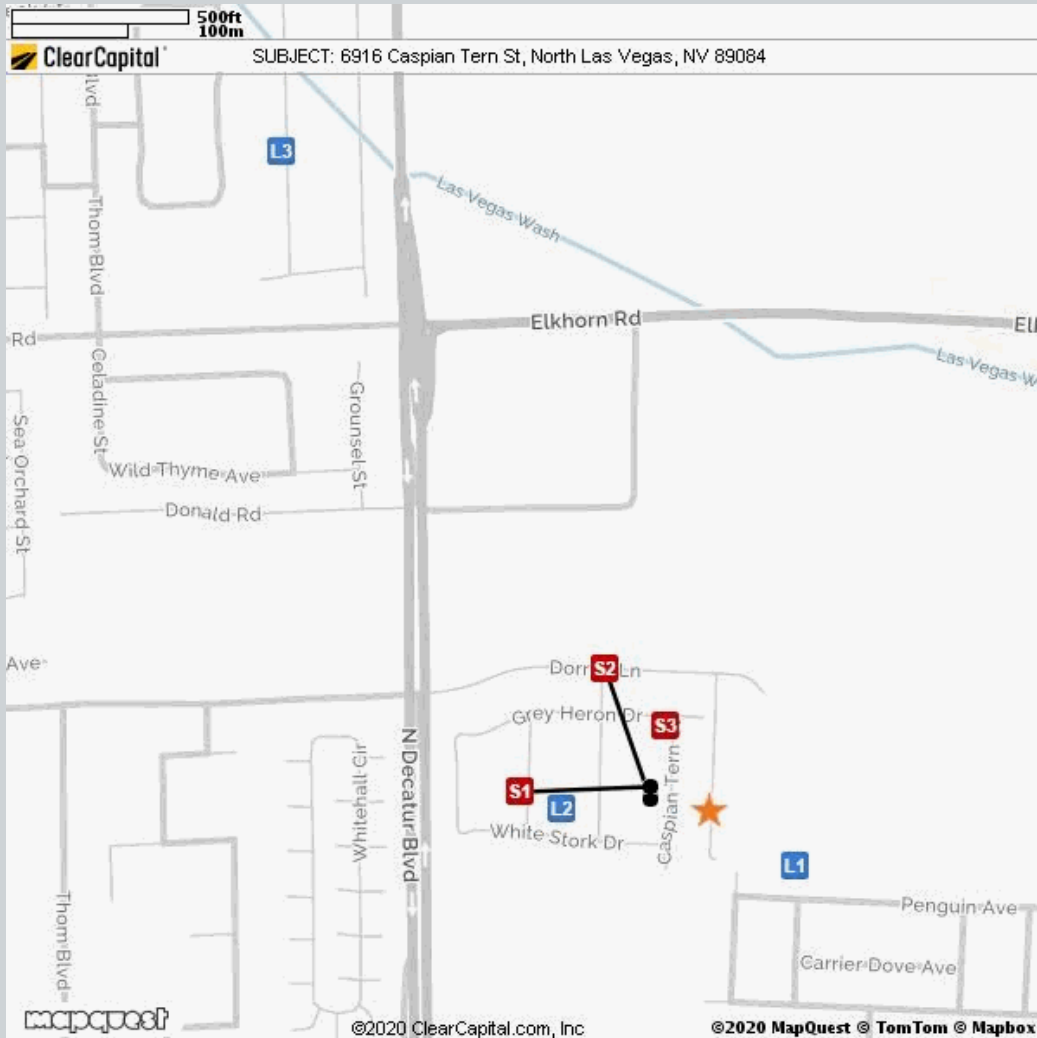 500ft
100m
ClearCapital
SUBJECT: 6916 Caspian Tern St, North Las Vegas, NV 89084
lvd
L3
Las Vegas Wash
Thom Blvd
Elkhorn Rd
Elk
Rd
Las Vegas W
Celadine St
Grounsel St
Sea Orchard St
Wild Thyme Ave
Donald Rd
Ave
S2
Ln
Grey Heron Dr
S3
N Decatur Blvd
Whitehall Cir
Caspian Tern
S1
L2
White Stork Dr
L1
Thom Blvd
Penguin Ave
Carrier Dove Ave
mapquest
©2020 ClearCapital.com, Inc
©2020 MapQuest © TomTom © Mapbox